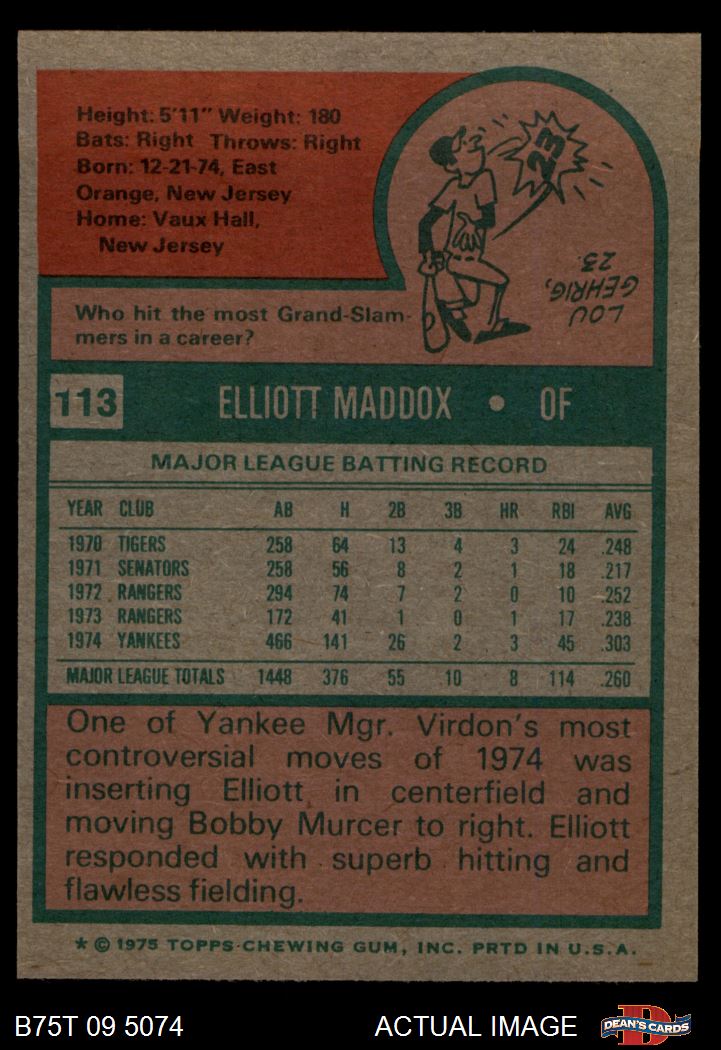 Height: 5'11" Weight: 180
Bats: Right Throws: Right
Born: 12-21-74, East
Orange, New Jersey
Home: Vaux Hall,
New Jersey
23
LOU
GEHRIG,
23.
Who hit the most Grand-Slam-
mers in a career?
113 ELLIOTT MADDOX • OF
MAJOR LEAGUE BATTING RECORD
YEAR CLUB AB H 2B 3B HR RBI AVG
1970 TIGERS 258 64 13 4 3 24 .248
1971 SENATORS 258 56 8 2 1 18 .217
1972 RANGERS 294 74 7 2 0 10 .252
1973 RANGERS 172 41 1 0 1 17 .238
1974 YANKEES 466 141 26 2 3 45 .303
MAJOR LEAGUE TOTALS 1448 376 55 10 8 114 .260
One of Yankee Mgr. Virdon's most
controversial moves of 1974 was
inserting Elliott in centerfield and
moving Bobby Murcer to right. Elliott
responded with superb hitting and
flawless fielding.
* © 1975 TOPPS CHEWING GUM, INC. PRTD IN U.S.A.
B75T 09 5074 ACTUAL IMAGE DEAN'S CARDS